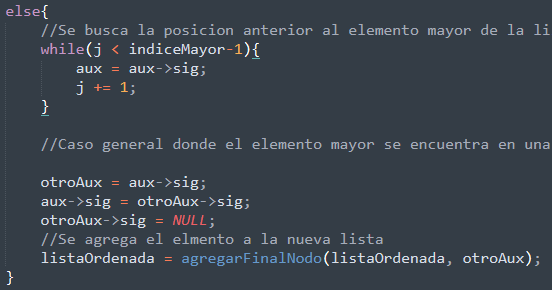 else{
//Se busca la posicion anterior al elemento mayor de la li
while(j < indiceMayor-1){
aux = aux->sig;
j += 1;
}
//Caso general donde el elemento mayor se encuentra en una
otroAux = aux->sig;
aux->sig = otroAux->sig;
otroAux->sig = NULL;
//Se agrega el elmento a la nueva lista
listaOrdenada = agregarFinalNodo(listaOrdenada, otroAux);
}